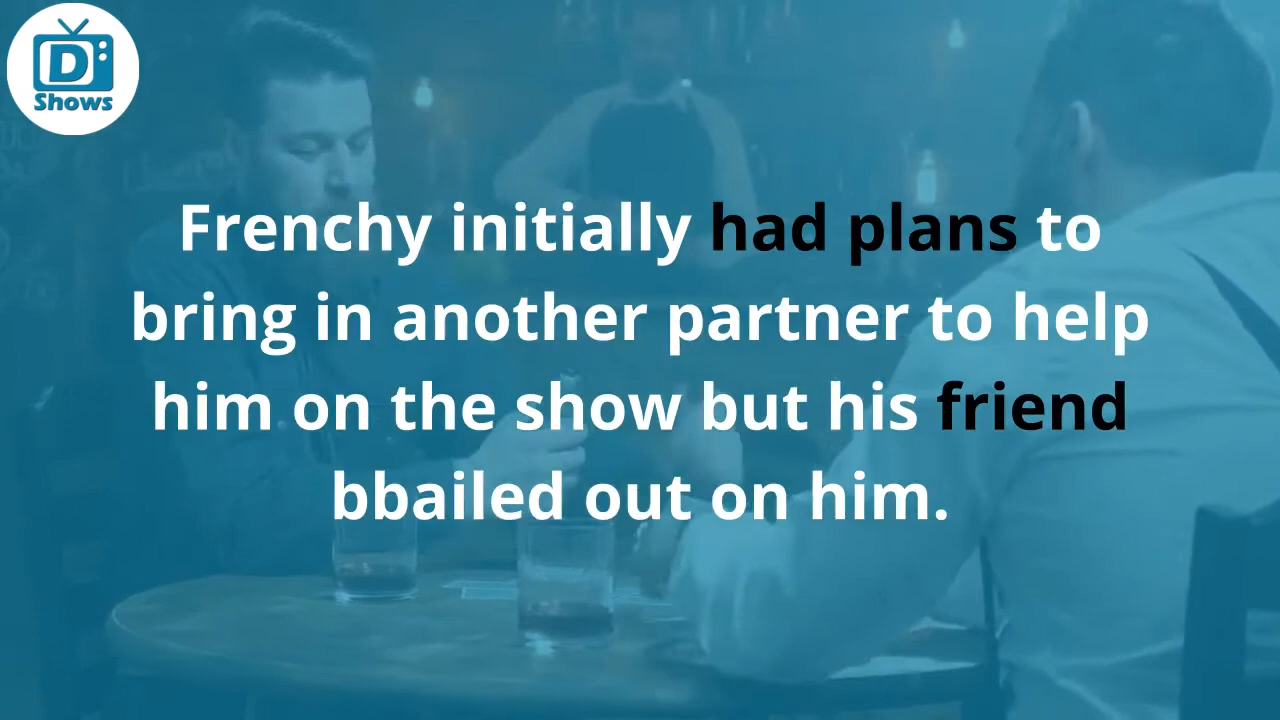 D
Shows
Frenchy initially had plans to
bring in another partner to help
him on the show but his friend
bbailed out on him.